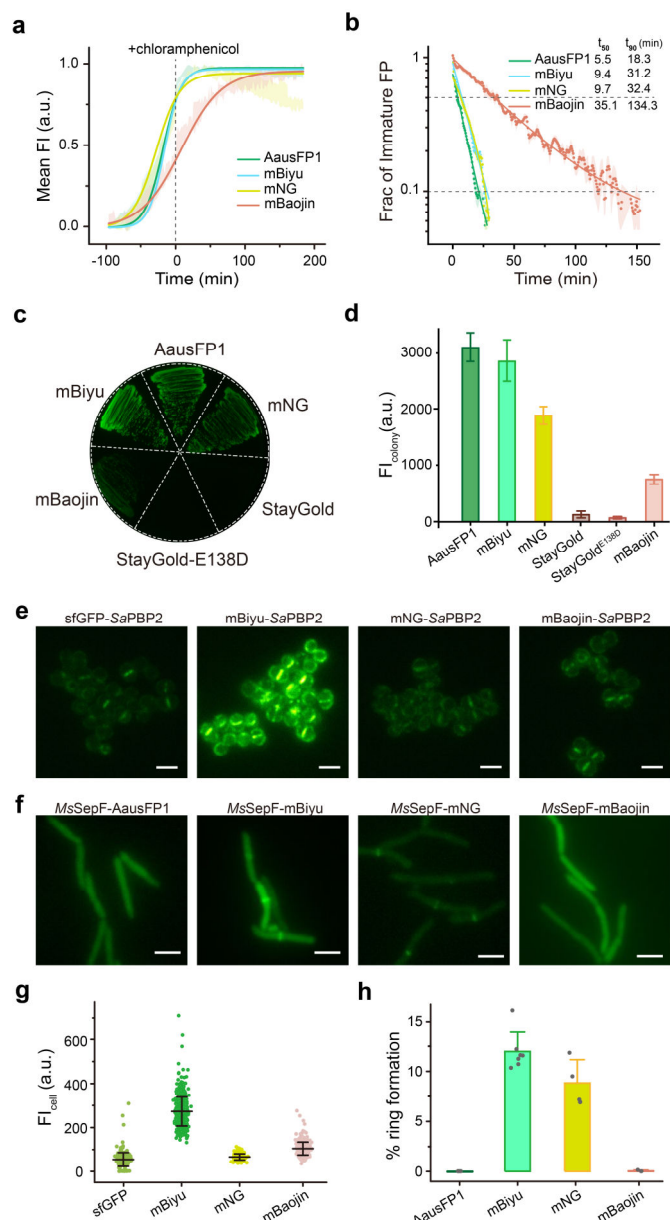 a
+chloramphenicol
Mean FI (a.u.)
1.0
0.5
0.0
AausFP1
mBiyu
mNG
mBaojin
-100
0
100
200
Time (min)
b
Frac of Immature FP
1
0.1
t50 t90 (min)
AausFP1 5.5 18.3
mBiyu 9.4 31.2
mNG 9.7 32.4
mBaojin 35.1 134.3
0
50
100
150
Time (min)
c
AausFP1
mBiyu
mNG
mBaojin
StayGold
StayGold-E138D
d
FIcolony(a.u.)
3000
2000
1000
0
AausFP1
mBiyu
mNG
StayGold
StayGoldE138D
mBaojin
e
sfGFP-SaPBP2
mBiyu-SaPBP2
mNG-SaPBP2
mBaojin-SaPBP2
f
MsSepF-AausFP1
MsSepF-mBiyu
MsSepF-mNG
MsSepF-mBaojin
g
FIcell (a.u.)
600
400
200
100
0
sfGFP
mBiyu
mNG
mBaojin
h
% ring formation
15
10
5
0
AausFP1
mBiyu
mNG
mBaojin